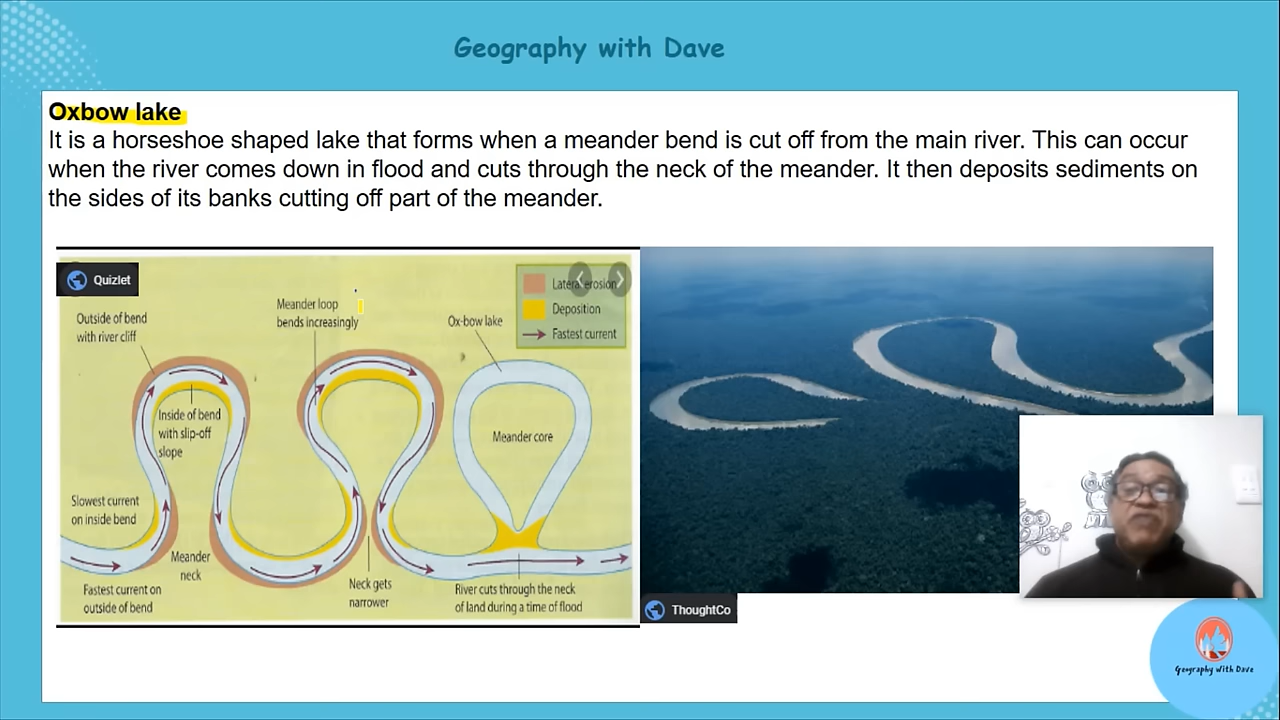 Geography with Dave
Oxbow lake
It is a horseshoe shaped lake that forms when a meander bend is cut off from the main river. This can occur
when the river comes down in flood and cuts through the neck of the meander. It then deposits sediments on
the sides of its banks cutting off part of the meander.
Quizlet
Lateral erosion
Deposition
Fastest current
Outside of bend
with river cliff
Meander loop
bends increasingly
Ox-bow lake
Inside of bend
with slip-off
slope
Meander core
Slowest current
on inside bend
Meander
neck
Neck gets
narrower
Fastest current on
outside of bend
River cuts through the neck
of land during a time of flood
ThoughtCo
Geography with Dave